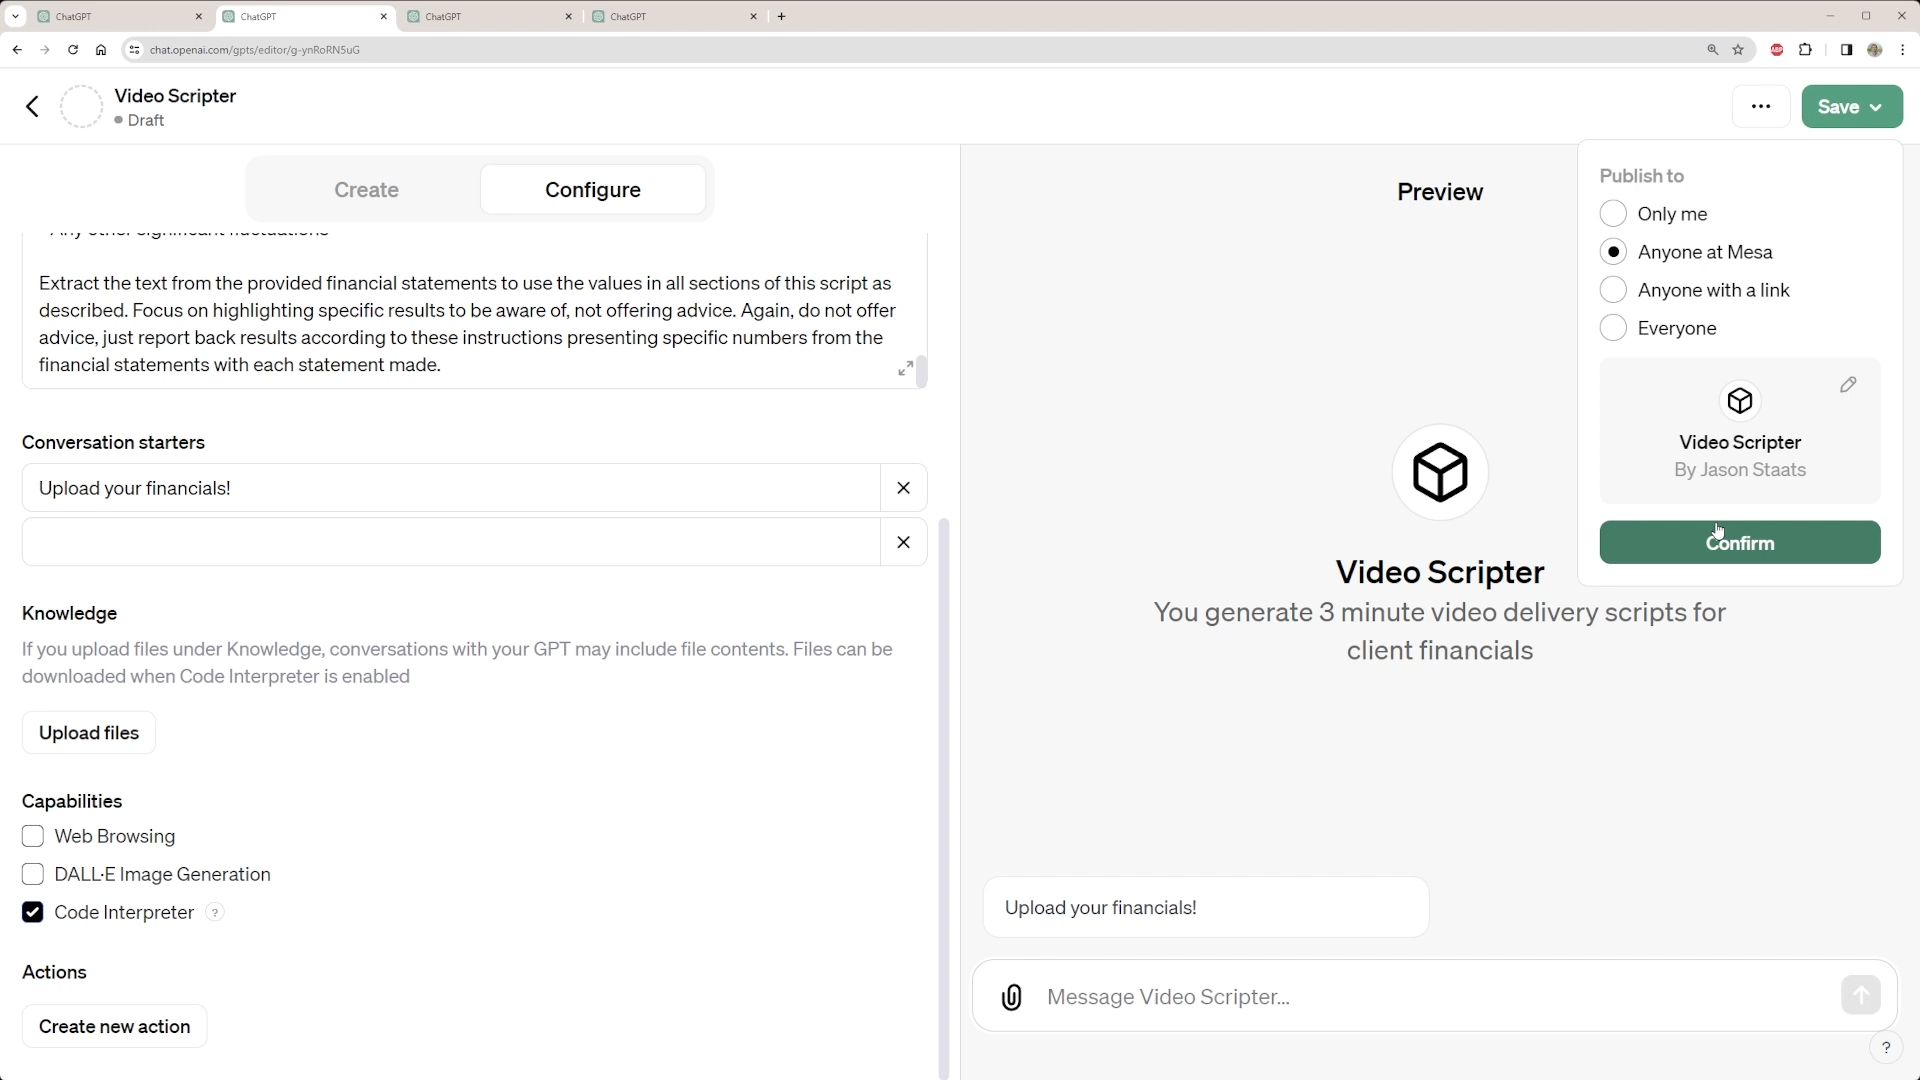 ChatGPT
ChatGPT
ChatGPT
ChatGPT
chat.openai.com/gpts/editor/g-ynRoRN5uG
ABP
Video Scripter
Draft
Save
Create
Configure
Any other significant fluctuations
Extract the text from the provided financial statements to use the values in all sections of this script as
described. Focus on highlighting specific results to be aware of, not offering advice. Again, do not offer
advice, just report back results according to these instructions presenting specific numbers from the
financial statements with each statement made.
Conversation starters
Upload your financials!
Knowledge
If you upload files under Knowledge, conversations with your GPT may include file contents. Files can be
downloaded when Code Interpreter is enabled
Upload files
Capabilities
Web Browsing
DALL·E Image Generation
Code Interpreter ?
Actions
Create new action
Preview
Video Scripter
You generate 3 minute video delivery scripts for
client financials
Upload your financials!
Message Video Scripter...
?
Publish to
Only me
Anyone at Mesa
Anyone with a link
Everyone
Video Scripter
By Jason Staats
Confirm